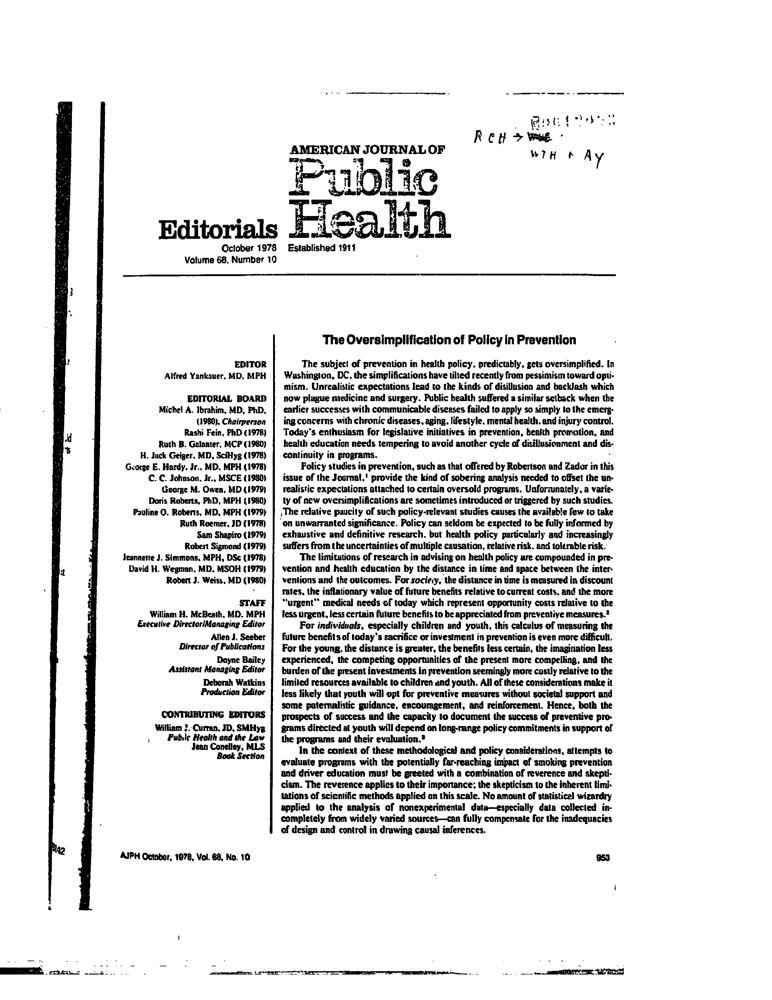 RCH →
AY
AMERICAN JOURNAL OF
Public
Health
Editorials
October 1978 Established 1911
Volume 68, Number 10
EDITOR
Alfred Yankauer, MD, MPH
EDITORIAL BOARD
Michel A. Ibrahim, MD, PhD,
(1980), Chairperson
Rashi Fein, PhD (1978)
Ruth B. Galanter, MCP (1980)
H. Jack Geiger, MD, SciHyg (1978)
George E. Hardy, Jr., MD, MPH (1978)
C. C. Johnson, Jr., MSCE (1980)
George M. Owen, MD (1979)
Doris Roberts, PhD, MPH (1980)
Pauline O. Roberts, MD, MPH (1979)
Ruth Roemer, JD (1978)
Sam Shapiro (1979)
Robert Sigmond (1979)
Jeannette J. Simmons, MPH, DSc (1978)
David H. Wegman, MD, MSOH (1979)
Robert J. Weiss, MD (1980)
STAFF
William H. McBeath, MD, MPH
Executive Director/Managing Editor
Allen J. Seeber
Director of Publications
Doyne Bailey
Assistant Managing Editor
Deborah Watkins
Production Editor
CONTRIBUTING EDITORS
William J. Curran, JD, SMHyg
Public Health and the Law
Jean Conelley, MLS
Book Section
The Oversimplification of Policy in Prevention
The subject of prevention in health policy, predictably, gets oversimplified. In
Washington, DC, the simplifications have tilted recently from pessimism toward opti-
mism. Unrealistic expectations lead to the kinds of disillusion and backlash which
now plague medicine and surgery. Public health suffered a similar setback when the
earlier successes with communicable diseases failed to apply so simply to the emerg-
ing concerns with chronic diseases, aging, lifestyle, mental health, and injury control.
Today's enthusiasm for legislative initiatives in prevention, health promotion, and
health education needs tempering to avoid another cycle of disillusionment and dis-
continuity in programs.
Policy studies in prevention, such as that offered by Robertson and Zador in this
issue of the Journal,¹ provide the kind of sobering analysis needed to offset the un-
realistic expectations attached to certain oversold programs. Unfortunately, a varie-
ty of new oversimplifications are sometimes introduced or triggered by such studies.
The relative paucity of such policy-relevant studies causes the available few to take
on unwarranted significance. Policy can seldom be expected to be fully informed by
exhaustive and definitive research, but health policy particularly and increasingly
suffers from the uncertainties of multiple causation, relative risk, and tolerable risk.
The limitations of research in advising on health policy are compounded in pre-
vention and health education by the distance in time and space between the inter-
ventions and the outcomes. For society, the distance in time is measured in discount
rates, the inflationary value of future benefits relative to current costs, and the more
"urgent" medical needs of today which represent opportunity costs relative to the
less urgent, less certain future benefits to be appreciated from preventive measures.²
For individuals, especially children and youth, this calculus of measuring the
future benefits of today's sacrifice or investment in prevention is even more difficult.
For the young, the distance is greater, the benefits less certain, the imagination less
experienced, the competing opportunities of the present more compelling, and the
burden of the present investments in prevention seemingly more costly relative to the
limited resources available to children and youth. All of these considerations make it
less likely that youth will opt for preventive measures without societal support and
some paternalistic guidance, encouragement, and reinforcement. Hence, both the
prospects of success and the capacity to document the success of preventive pro-
grams directed at youth will depend on long-range policy commitments in support of
the programs and their evaluation.³
In the context of these methodological and policy considerations, attempts to
evaluate programs with the potentially far-reaching impact of smoking prevention
and driver education must be greeted with a combination of reverence and skepti-
cism. The reverence applies to their importance; the skepticism to the inherent limi-
tations of scientific methods applied on this scale. No amount of statistical wizardry
applied to the analysis of nonexperimental data—especially data collected in-
completely from widely varied sources—can fully compensate for the inadequacies
of design and control in drawing causal inferences.
AJPH October, 1978, Vol. 68, No. 10 953